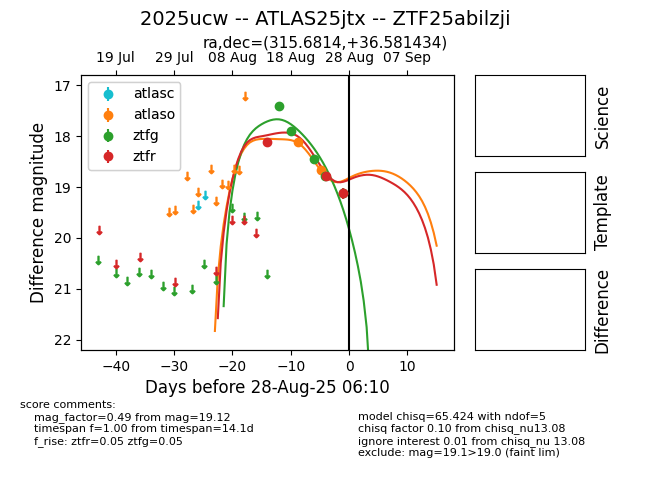 2025ucw -- ATLAS25jtx -- ZTF25abilzji
ra,dec=(315.6814,+36.581434)
19 Jul 29 Jul 08 Aug 18 Aug 28 Aug 07 Sep
atlasc
atlaso
ztfg
ztfr
17
18
19
20
21
22
Difference magnitude
−40 −30 −20 −10 0 10
Days before 28-Aug-25 06:10
Science
Template
Difference
score comments:
mag_factor=0.49 from mag=19.12
timespan f=1.00 from timespan=14.1d
f_rise: ztfr=0.05 ztfg=0.05
model chisq=65.424 with ndof=5
chisq factor 0.10 from chisq_nu13.08
ignore interest 0.01 from chisq_nu 13.08
exclude: mag=19.1>19.0 (faint lim)